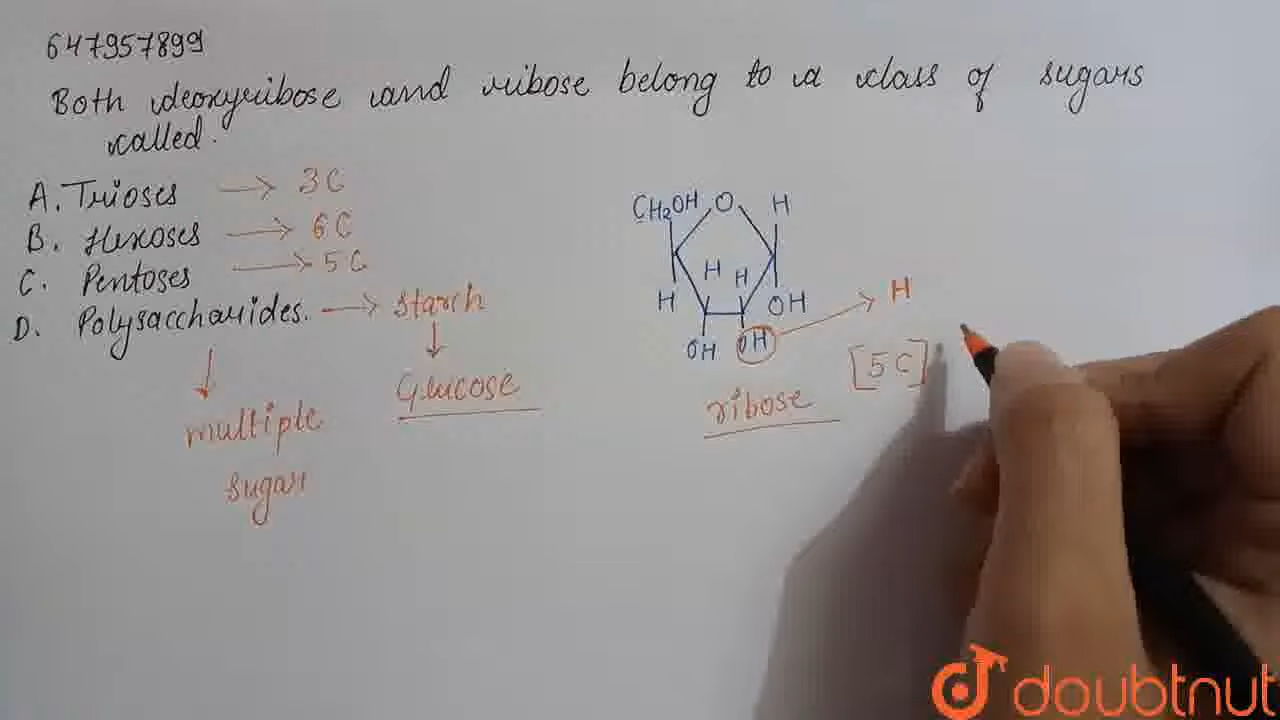 647957899
Both deoxyribose and ribose belong to a class of sugars
called.
A. Trioses → 3C
B. Hexoses → 6C
C. Pentoses → 5C
D. Polysaccharides. → Starch
↓
Glucose
↓
multiple
sugar
CH₂OH O H
H H
H OH
OH OH → H
[5C]
ribose
doubtnut